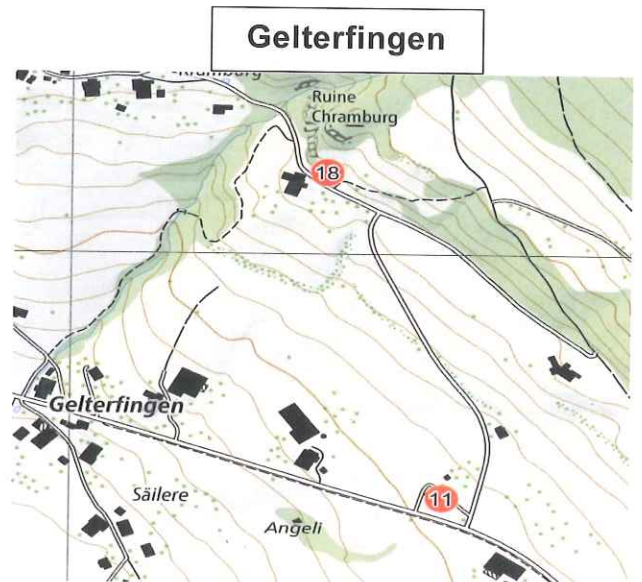 Gelterfingen
Ruine
Chramburg
18
Gelterfingen
Säilere
11
Angeli